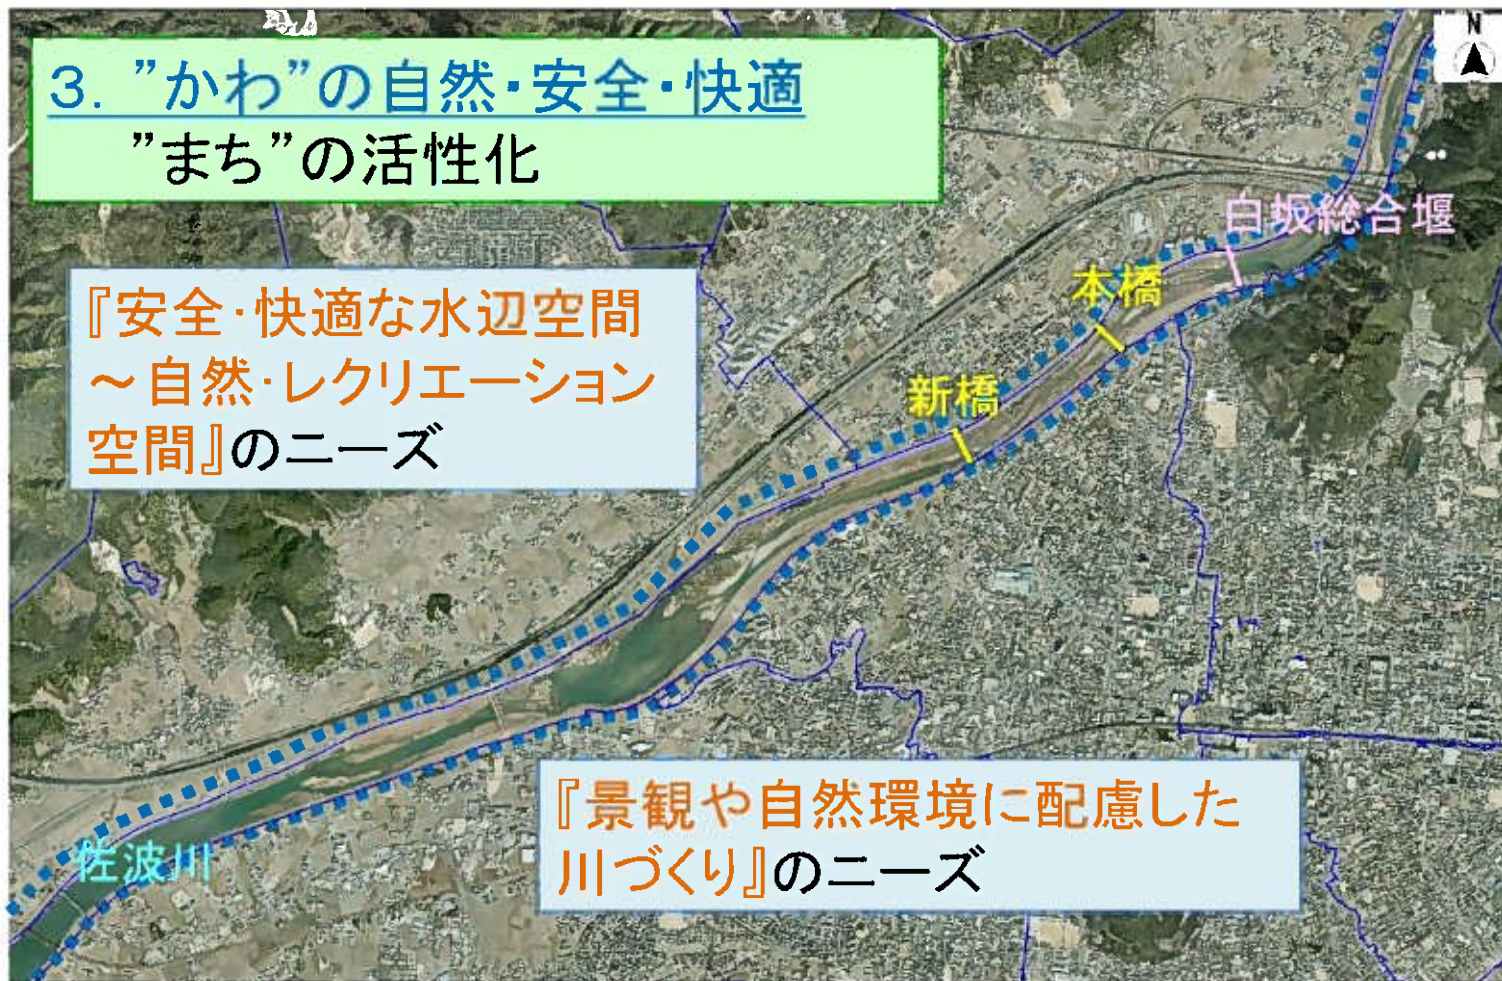 3. ”かわ”の自然・安全・快適
”まち”の活性化
N
白坂総合堰
本橋
『安全・快適な水辺空間
～自然・レクリエーション
空間』のニーズ
新橋
『景観や自然環境に配慮した
川づくり』のニーズ
佐波川